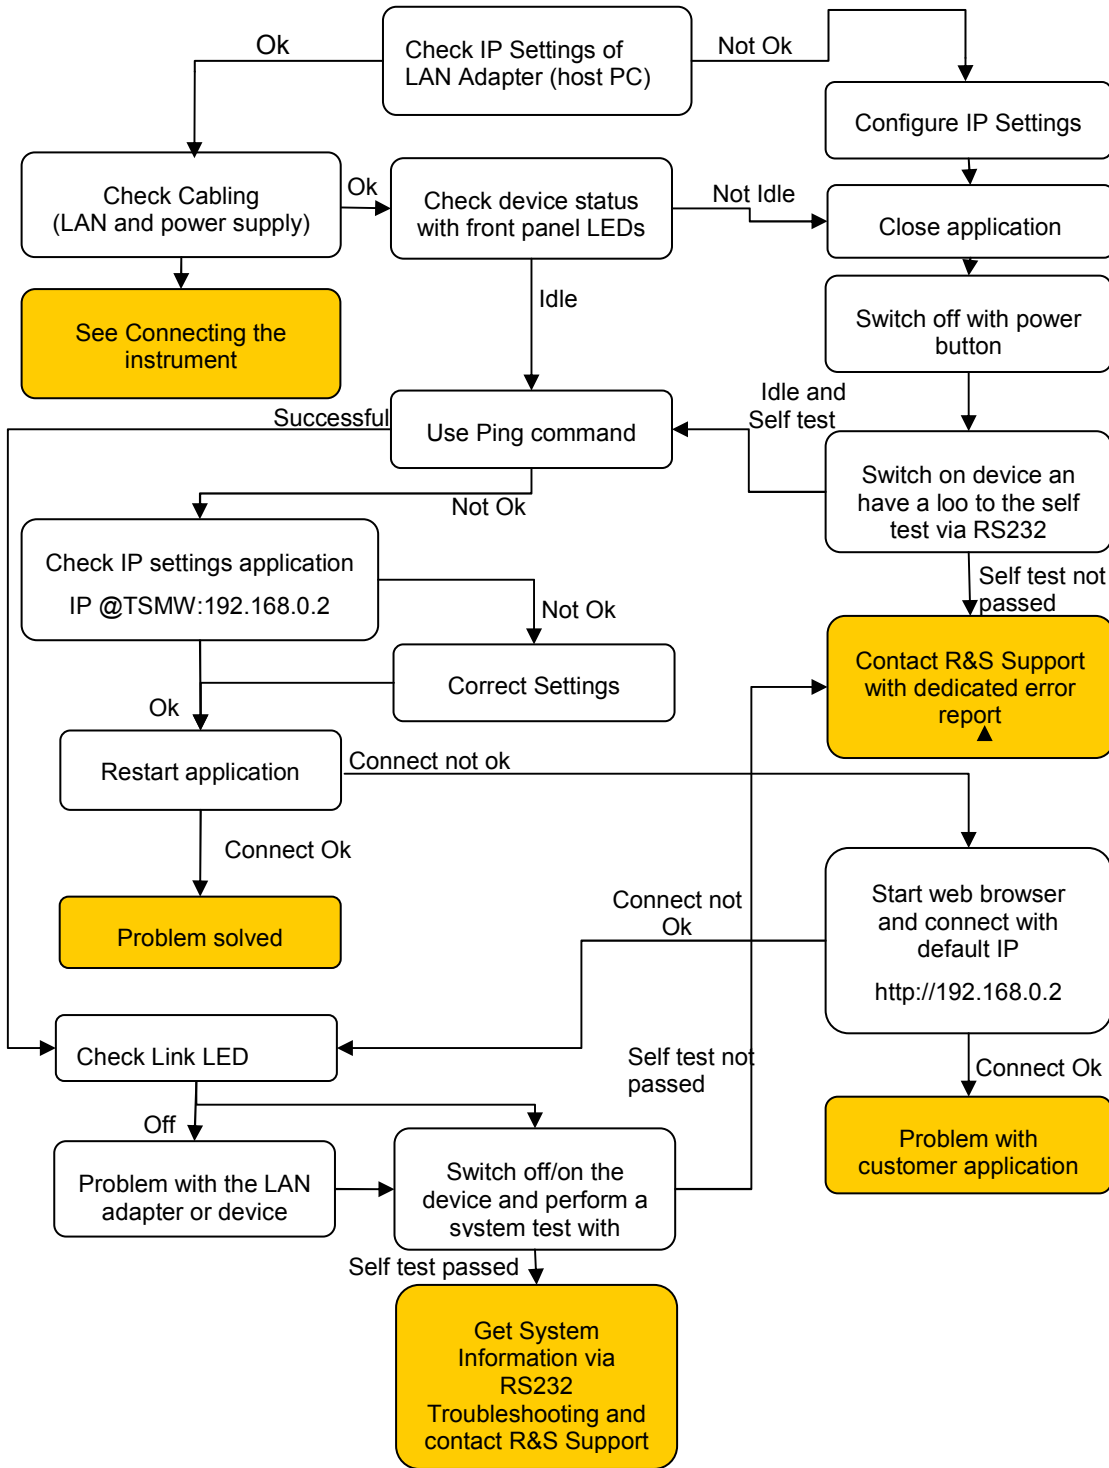 Ok
Check IP Settings of
LAN Adapter (host PC)
Not Ok
Configure IP Settings
Check Cabling
(LAN and power supply)
Ok
Check device status
with front panel LEDs
Not Idle
Close application
See Connecting the
instrument
Idle
Switch off with power
button
Successful
Use Ping command
Idle and
Self test
Switch on device an
have a loo to the self
test via RS232
Not Ok
Check IP settings application
IP @TSMW:192.168.0.2
Not Ok
Self test not
passed
Correct Settings
Contact R&S Support
with dedicated error
report
Ok
Restart application
Connect not ok
Connect Ok
Problem solved
Connect not
Ok
Start web browser
and connect with
default IP
http://192.168.0.2
Check Link LED
Self test not
passed
Connect Ok
Off
Problem with the LAN
adapter or device
Switch off/on the
device and perform a
system test with
Problem with
customer application
Self test passed
Get System
Information via
RS232
Troubleshooting and
contact R&S Support